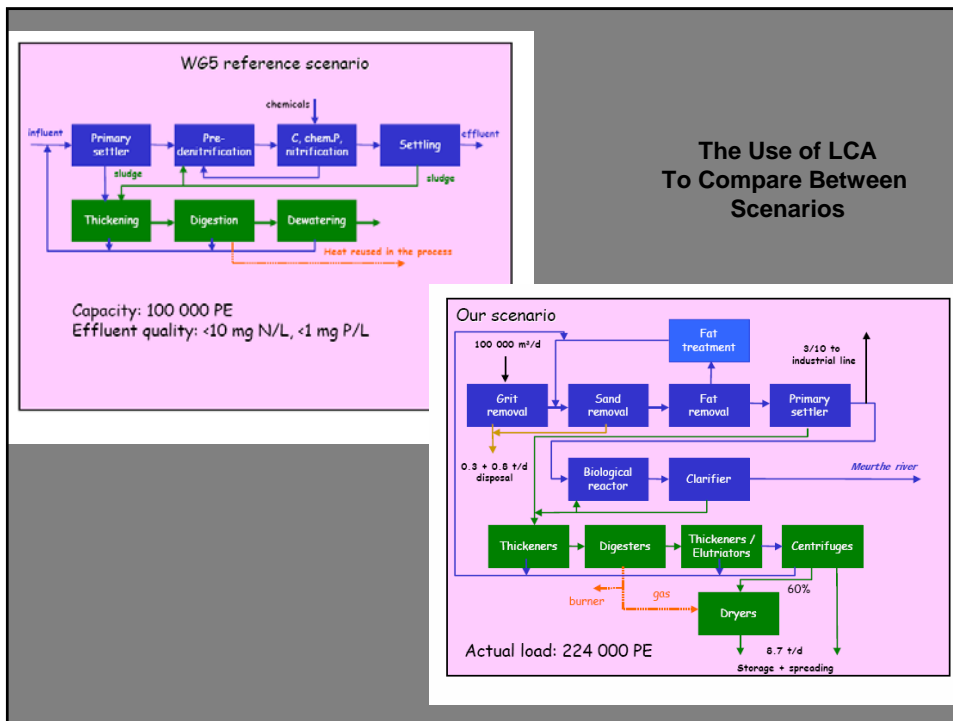 WG5 reference scenario
chemicals
influent
Primary
settler
Pre-
denitrification
C, chem.P,
nitrification
Settling
effluent
sludge
sludge
Thickening
Digestion
Dewatering
Heat reused in the process
Capacity: 100 000 PE
Effluent quality: <10 mg N/L, <1 mg P/L
The Use of LCA
To Compare Between
Scenarios
Our scenario
100 000 m³/d
Fat
treatment
3/10 to
industrial line
Grit
removal
Sand
removal
Fat
removal
Primary
settler
0.3 + 0.8 t/d
disposal
Biological
reactor
Clarifier
Meurthe river
Thickeners
Digesters
Thickeners /
Elutriators
Centrifuges
burner
gas
60%
Dryers
8.7 t/d
Storage + spreading
Actual load: 224 000 PE